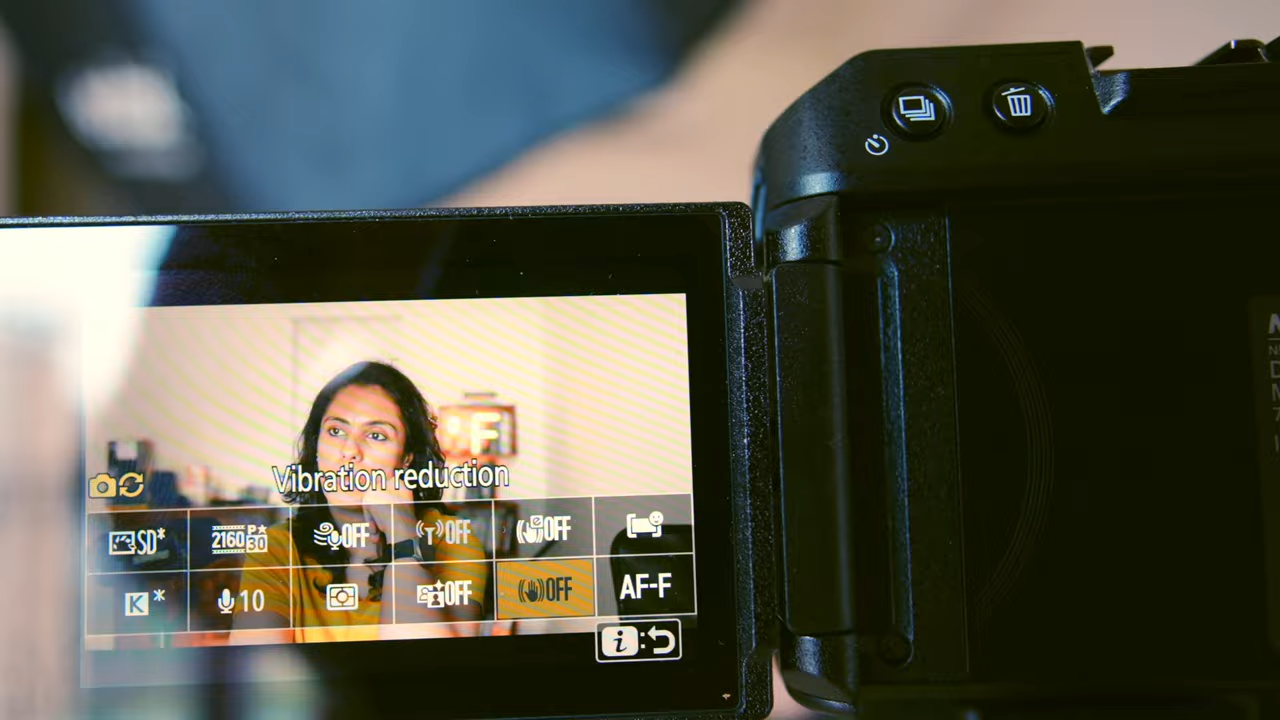 F
Vibration reduction
SD* 2160 P★ 30 OFF T OFF OFF
K* 10 OFF OFF AF-F
i: